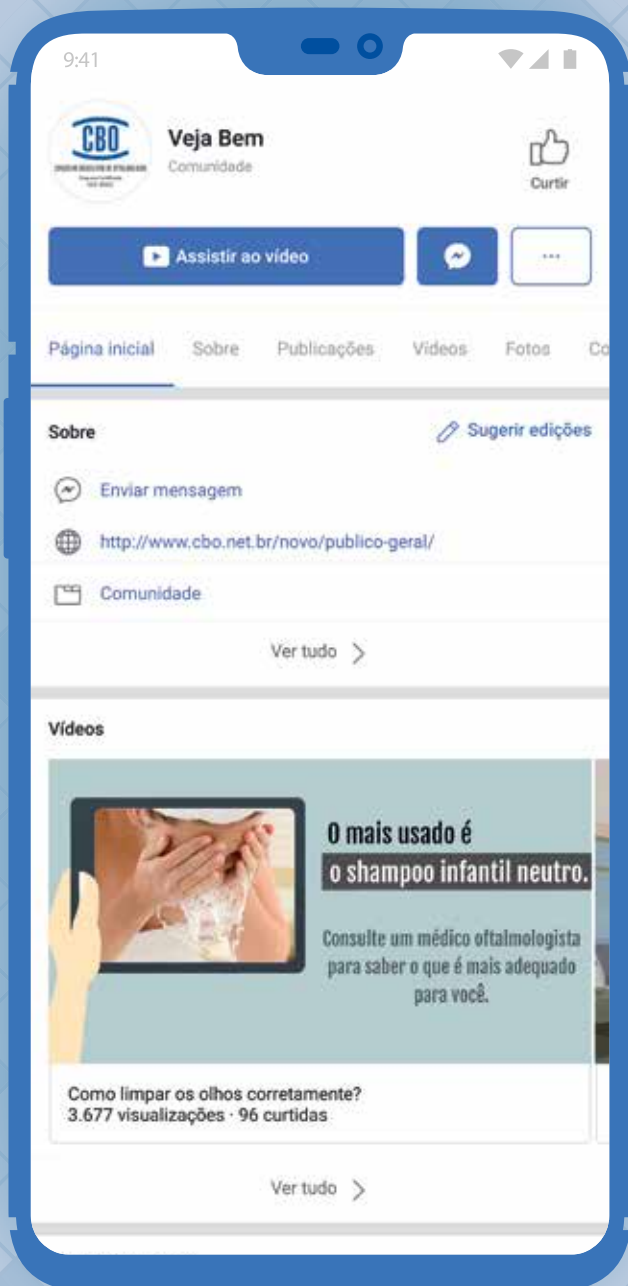 9:41
CBO
Veja Bem
Comunidade
Curtir
Assistir ao vídeo
...
Página inicial Sobre Publicações Vídeos Fotos Co
Sobre
Sugerir edições
Enviar mensagem
http://www.cbo.net.br/novo/publico-geral/
Comunidade
Ver tudo
Vídeos
O mais usado é
o shampoo infantil neutro.
Consulte um médico oftalmologista
para saber o que é mais adequado
para você.
Como limpar os olhos corretamente?
3.677 visualizações · 96 curtidas
Ver tudo